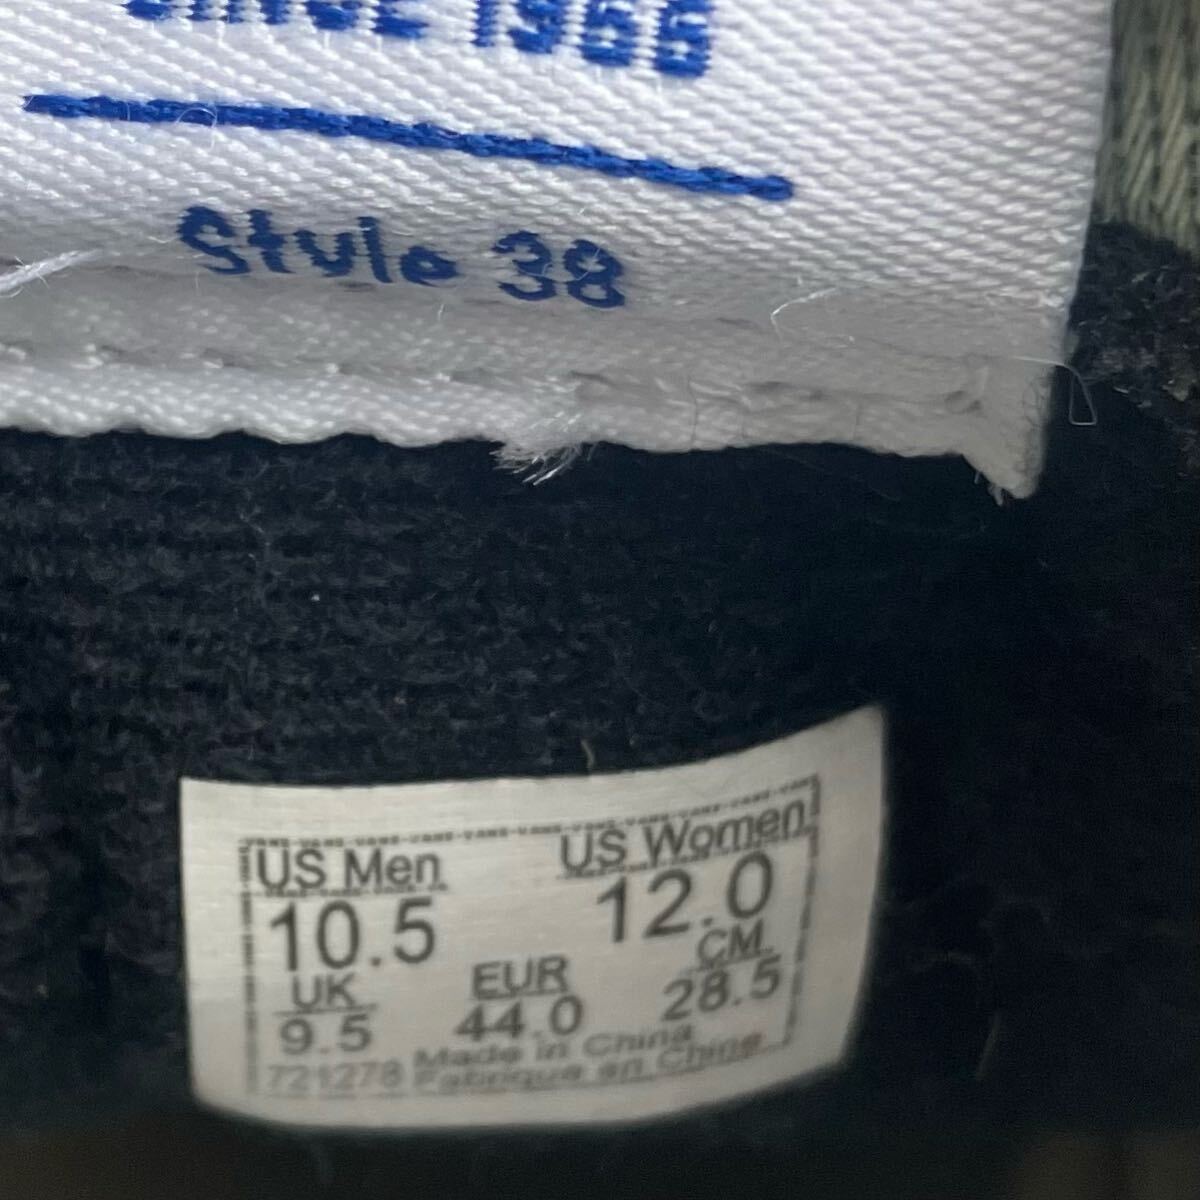 SINCE 1966
Style 38
US Men US Women
10.5 12.0
UK EUR CM
9.5 44.0 28.5
721278 Made in China
Fabriqué en Chine